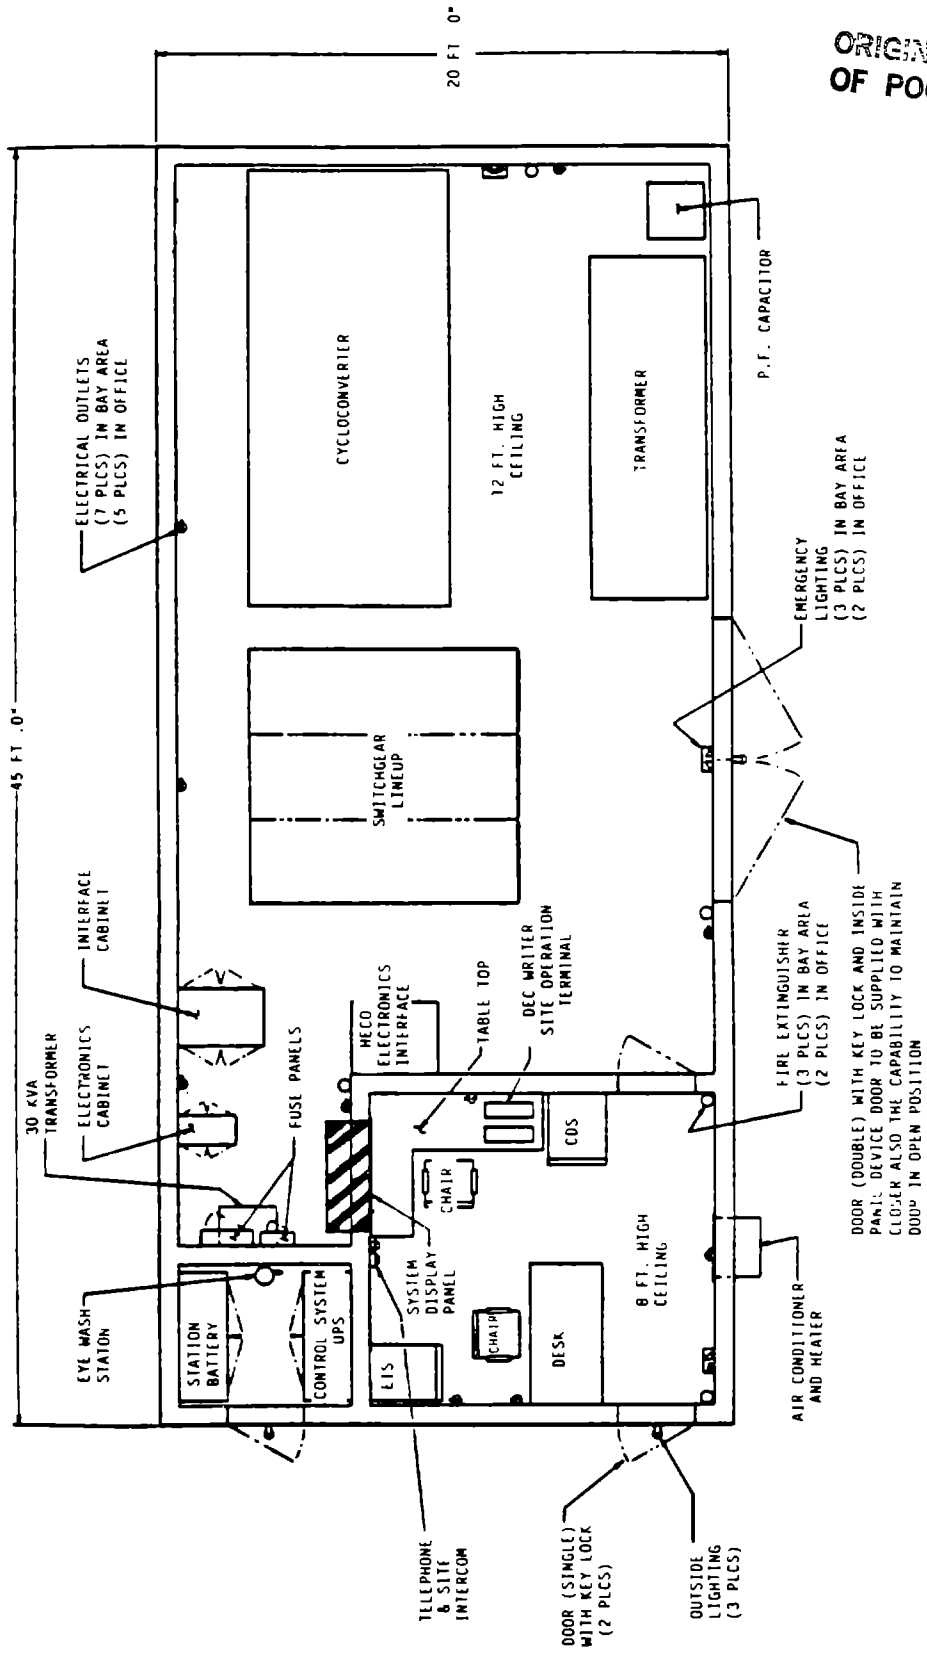 ORIGIN
OF POO
45 FT .0"
20 FT 0"
ELECTRICAL OUTLETS
(7 PLCS) IN BAY AREA
(5 PLCS) IN OFFICE
INTERFACE
CABINET
30 KVA
TRANSFORMER
ELECTRONICS
CABINET
FUSE PANELS
EYE WASH
STATON
STATION
BATTERY
CONTROL SYSTEM
UPS
CYCLOCONVERTER
12 FT. HIGH
CEILING
TRANSFORMER
P.F. CAPACITOR
SWITCHGEAR
LINEUP
HECO
ELECTRONICS
INTERFACE
TABLE TOP
DEC WRITER
SITE OPERATION
TERMINAL
CDS
CHAIR
SYSTEM
DISPLAY
PANEL
EIS
CHAIR
DESK
8 FT. HIGH
CEILING
EMERGENCY
LIGHTING
(3 PLCS) IN BAY AREA
(2 PLCS) IN OFFICE
FIRE EXTINGUISHER
(3 PLCS) IN BAY AREA
(2 PLCS) IN OFFICE
DOOR (DOUBLE) WITH KEY LOCK AND INSIDE
PANIC DEVICE DOOR TO BE SUPPLIED WITH
CLOSER ALSO THE CAPABILITY TO MAINTAIN
DOOR IN OPEN POSITION
AIR CONDITIONER
AND HEATER
TELEPHONE
& SITE
INTERCOM
DOOR (SINGLE)
WITH KEY LOCK
(2 PLCS)
OUTSIDE
LIGHTING
(3 PLCS)